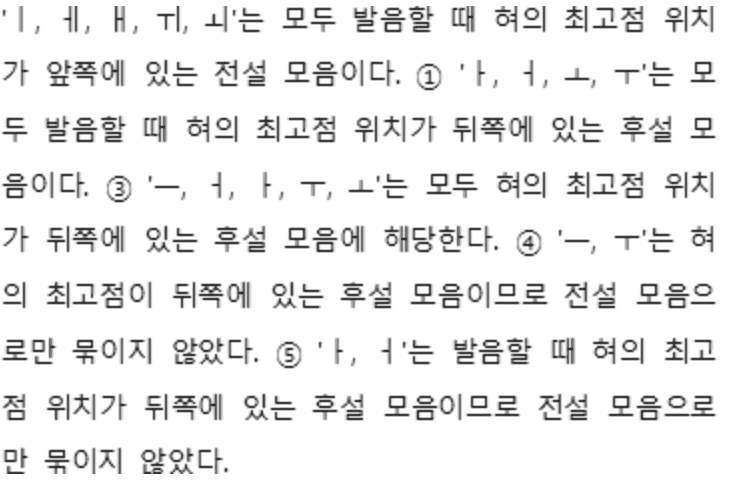 'ㅣ, ㅔ, ㅐ, ㅟ, ㅚ'는 모두 발음할 때 혀의 최고점 위치
가 앞쪽에 있는 전설 모음이다. ① 'ㅏ, ㅓ, ㅗ, ㅜ'는 모
두 발음할 때 혀의 최고점 위치가 뒤쪽에 있는 후설 모
음이다. ③ 'ㅡ, ㅓ, ㅏ, ㅜ, ㅗ'는 모두 혀의 최고점 위치
가 뒤쪽에 있는 후설 모음에 해당한다. ④ 'ㅡ, ㅜ'는 혀
의 최고점이 뒤쪽에 있는 후설 모음이므로 전설 모음으
로만 묶이지 않았다. ⑤ 'ㅏ, ㅓ'는 발음할 때 혀의 최고
점 위치가 뒤쪽에 있는 후설 모음이므로 전설 모음으로
만 묶이지 않았다.